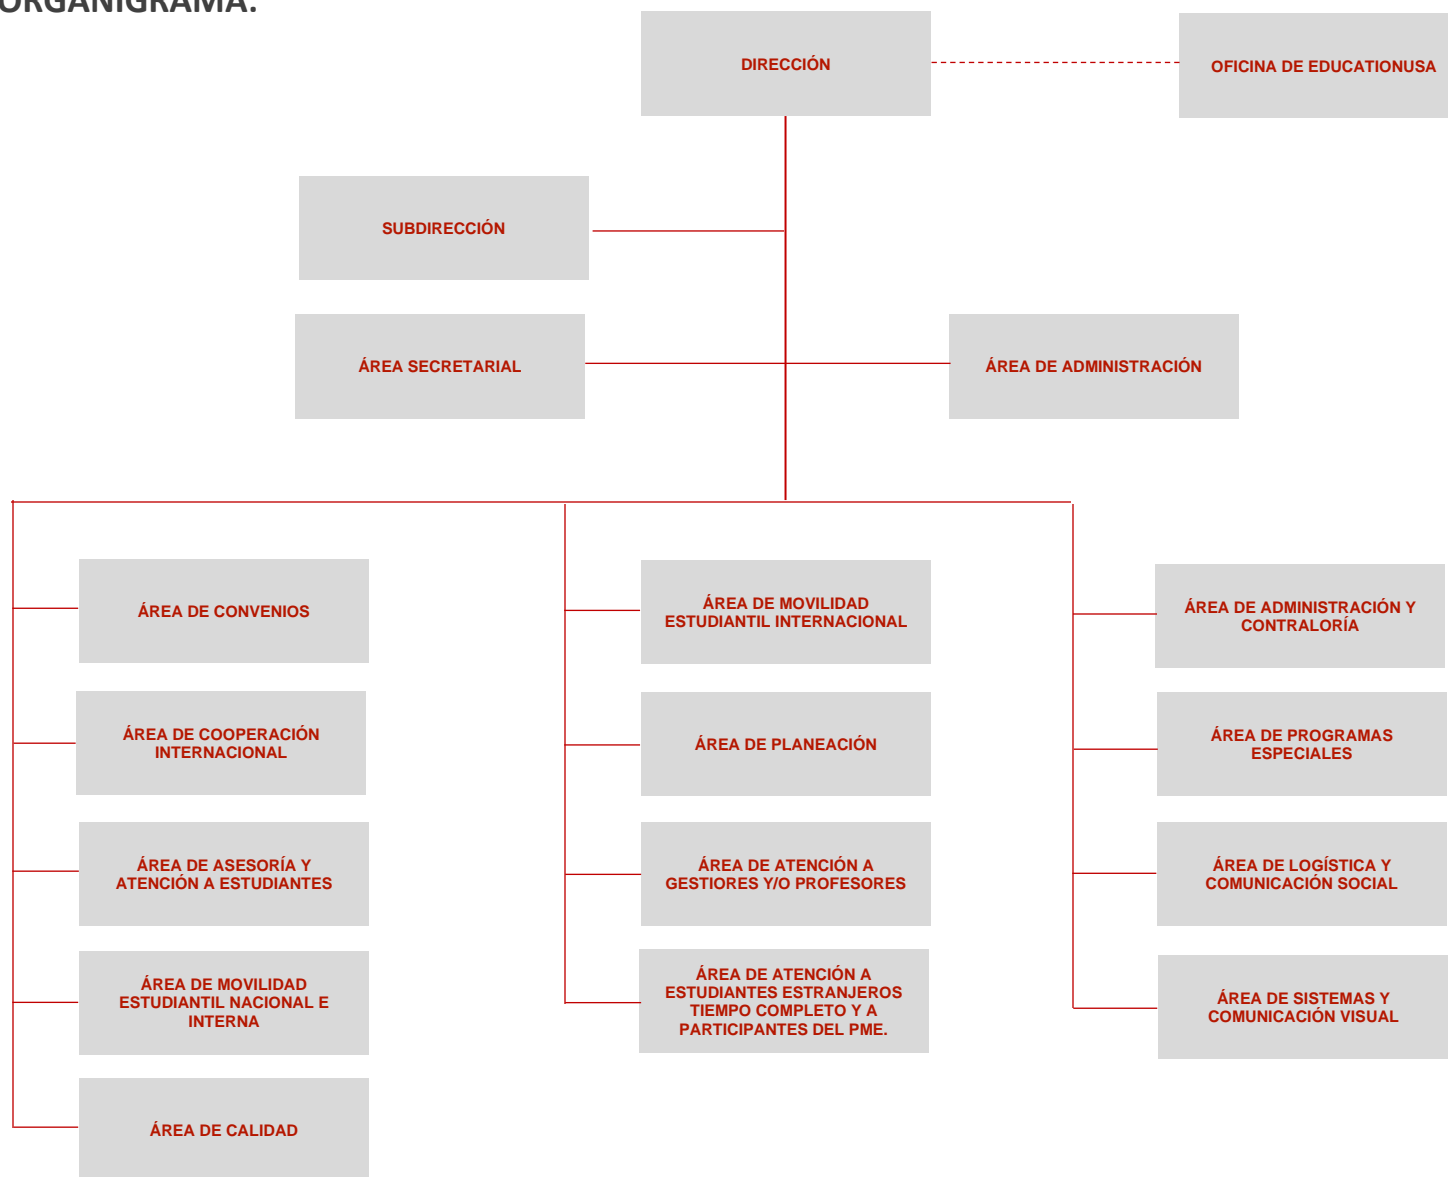 ORGANIGRAMA.
DIRECCIÓN
OFICINA DE EDUCATIONUSA
SUBDIRECCIÓN
ÁREA SECRETARIAL
ÁREA DE ADMINISTRACIÓN
ÁREA DE CONVENIOS
ÁREA DE COOPERACIÓN
INTERNACIONAL
ÁREA DE ASESORÍA Y
ATENCIÓN A ESTUDIANTES
ÁREA DE MOVILIDAD
ESTUDIANTIL NACIONAL E
INTERNA
ÁREA DE CALIDAD
ÁREA DE MOVILIDAD
ESTUDIANTIL INTERNACIONAL
ÁREA DE PLANEACIÓN
ÁREA DE ATENCIÓN A
GESTIORES Y/O PROFESORES
ÁREA DE ATENCIÓN A
ESTUDIANTES ESTRANJEROS
TIEMPO COMPLETO Y A
PARTICIPANTES DEL PME.
ÁREA DE ADMINISTRACIÓN Y
CONTRALORÍA
ÁREA DE PROGRAMAS
ESPECIALES
ÁREA DE LOGÍSTICA Y
COMUNICACIÓN SOCIAL
ÁREA DE SISTEMAS Y
COMUNICACIÓN VISUAL